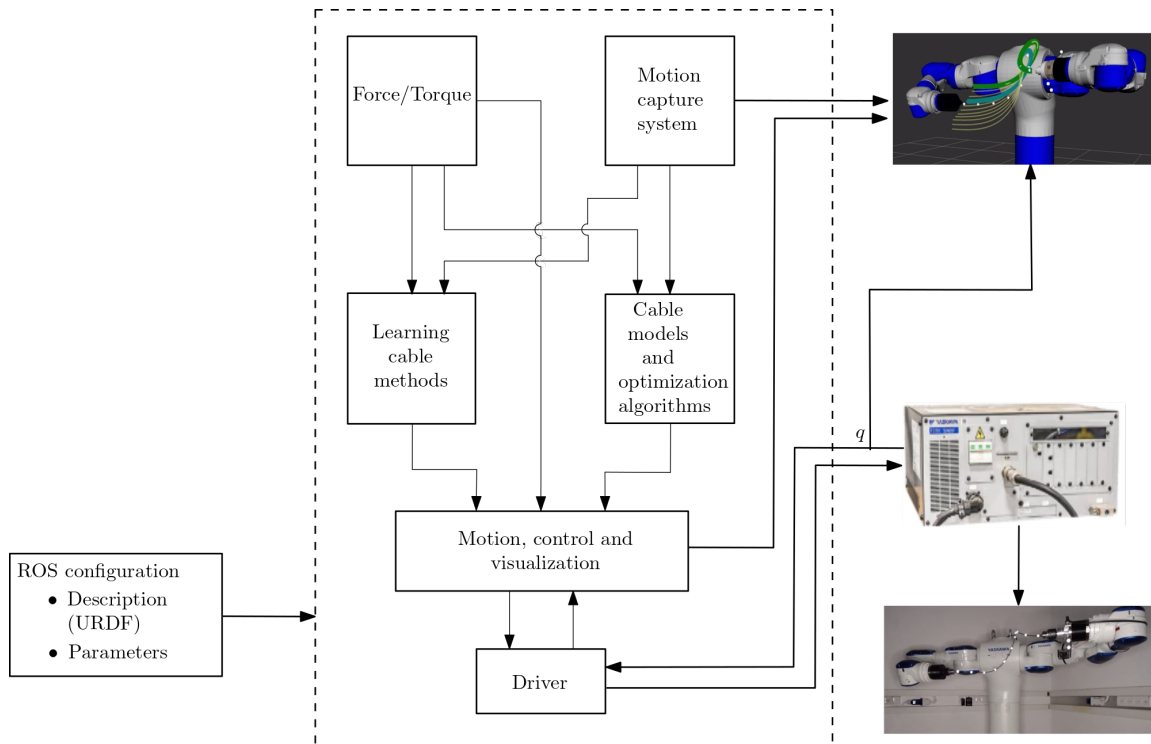 Force/Torque
Motion
capture
system
Learning
cable
methods
Cable
models
and
optimization
algorithms
q
Motion, control and
visualization
ROS configuration
• Description
(URDF)
• Parameters
Driver